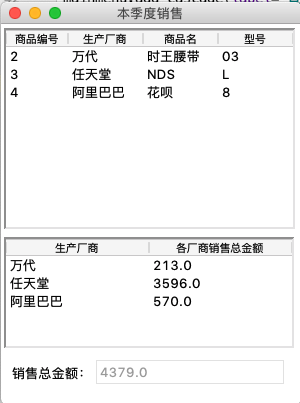 本季度销售
商品编号 生产厂商 商品名 型号
2 万代 时王腰带 03
3 任天堂 NDS L
4 阿里巴巴 花呗 8
生产厂商 各厂商销售总金额
万代 213.0
任天堂 3596.0
阿里巴巴 570.0
销售总金额: 4379.0